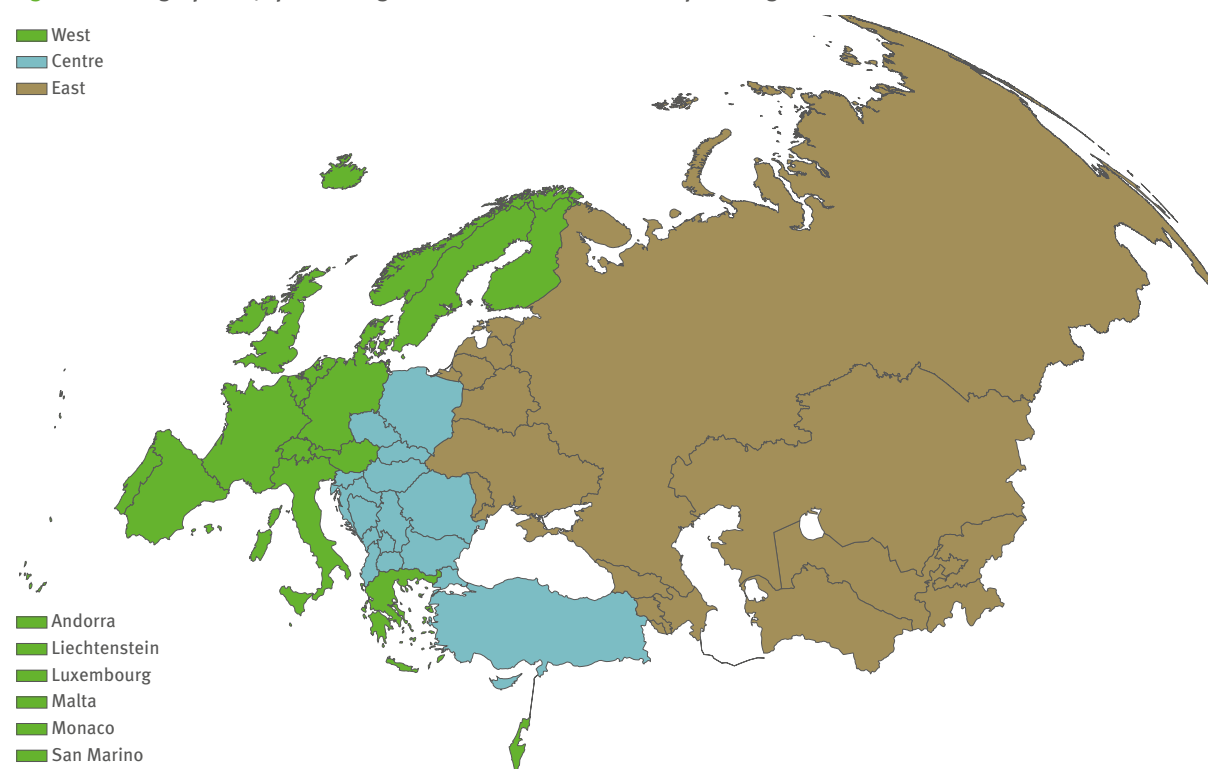 West
Centre
East
Andorra
Liechtenstein
Luxembourg
Malta
Monaco
San Marino